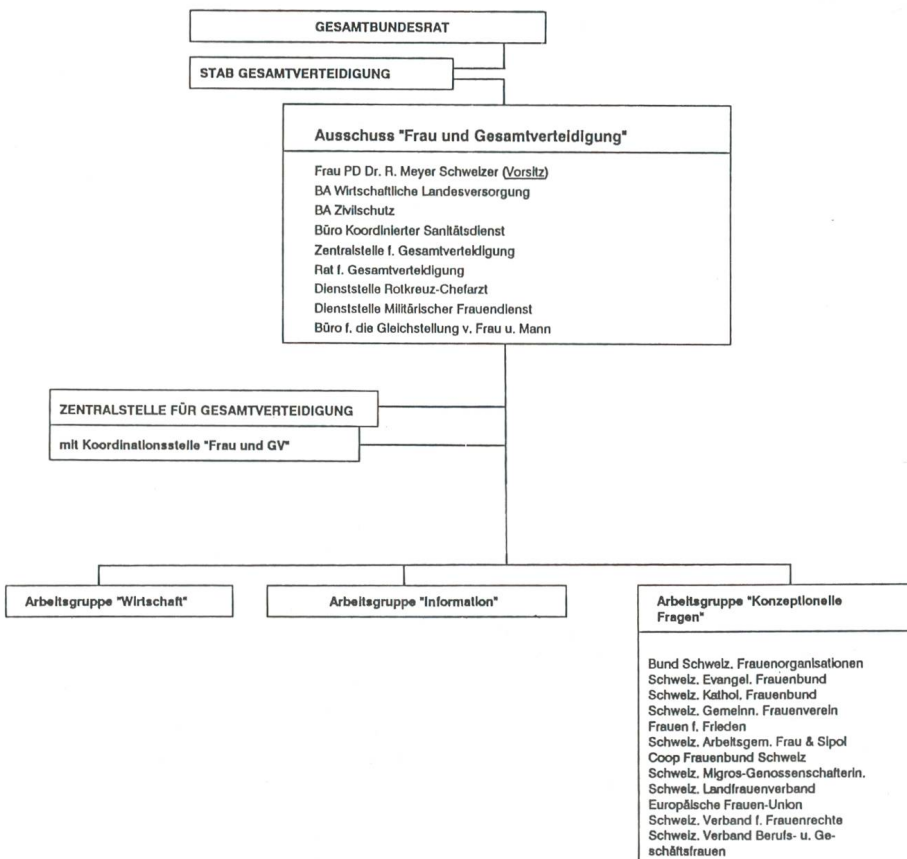 GESAMTBUNDESRAT
STAB GESAMTVERTEIDIGUNG
Ausschuss "Frau und Gesamtverteidigung"
Frau PD Dr. R. Meyer Schweizer (Vorsitz)
BA Wirtschaftliche Landesversorgung
BA Zivilschutz
Büro Koordinierter Sanitätsdienst
Zentralstelle f. Gesamtverteidigung
Rat f. Gesamtverteidigung
Dienststelle Rotkreuz-Chefarzt
Dienststelle Militärischer Frauendienst
Büro f. die Gleichstellung v. Frau u. Mann
ZENTRALSTELLE FÜR GESAMTVERTEIDIGUNG
mit Koordinationsstelle "Frau und GV"
Arbeitsgruppe "Wirtschaft"
Arbeitsgruppe "Information"
Arbeitsgruppe "Konzeptionelle
Fragen"
Bund Schweiz. Frauenorganisationen
Schweiz. Evangel. Frauenbund
Schweiz. Kathol. Frauenbund
Schweiz. Gemeinn. Frauenverein
Frauen f. Frieden
Schweiz. Arbeitsgem. Frau & Sipol
Coop Frauenbund Schweiz
Schweiz. Migros-Genossenschafterin.
Schweiz. Landfrauenverband
Europäische Frauen-Union
Schweiz. Verband f. Frauenrechte
Schweiz. Verband Berufs- u. Ge-
schäftsfrauen